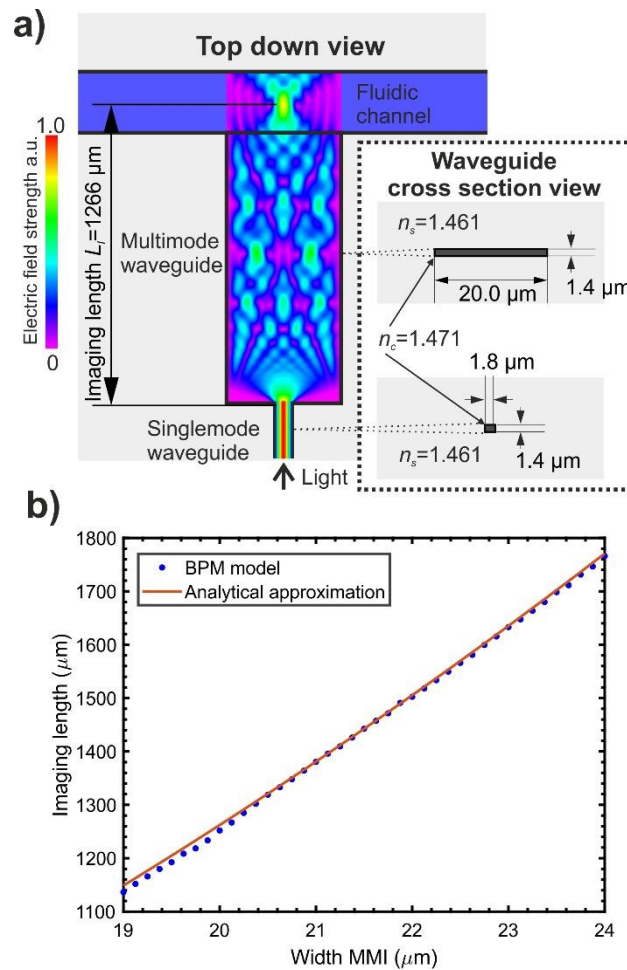 a)
Top down view
Fluidic
channel
1.0
Electric field strength a.u.
0
Imaging length L_I=1266 µm
Multimode
waveguide
Singlemode
waveguide
Light
Waveguide
cross section view
n_s=1.461
20.0 µm
1.4 µm
n_c=1.471
1.8 µm
n_s=1.461
1.4 µm
b)
BPM model
Analytical approximation
Imaging length (µm)
1800
1700
1600
1500
1400
1300
1200
1100
19 20 21 22 23 24
Width MMI (µm)